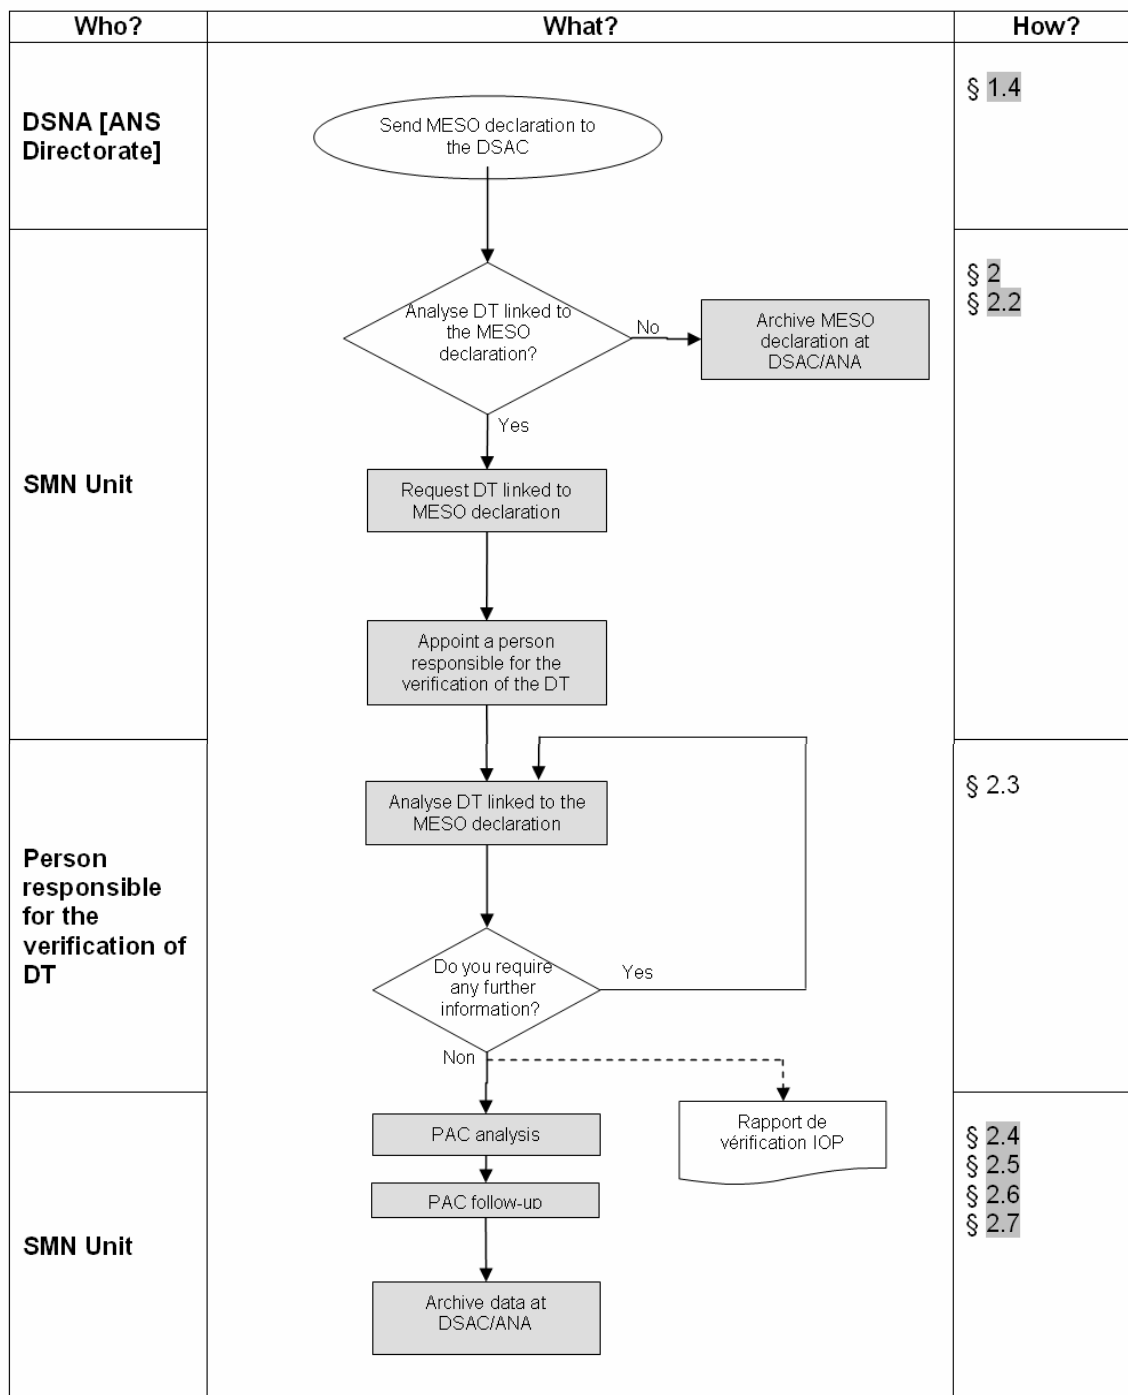 Who?
What?
How?
DSNA [ANS
Directorate]
Send MESO declaration to
the DSAC
§ 1.4
SMN Unit
Analyse DT linked to
the MESO
declaration?
No
Archive MESO
declaration at
DSAC/ANA
Yes
Request DT linked to
MESO declaration
Appoint a person
responsible for the
verification of the DT
§ 2
§ 2.2
Person
responsible
for the
verification of
DT
Analyse DT linked to the
MESO declaration
Do you require
any further
information?
Yes
Non
§ 2.3
Rapport de
vérification IOP
SMN Unit
PAC analysis
PAC follow-up
Archive data at
DSAC/ANA
§ 2.4
§ 2.5
§ 2.6
§ 2.7